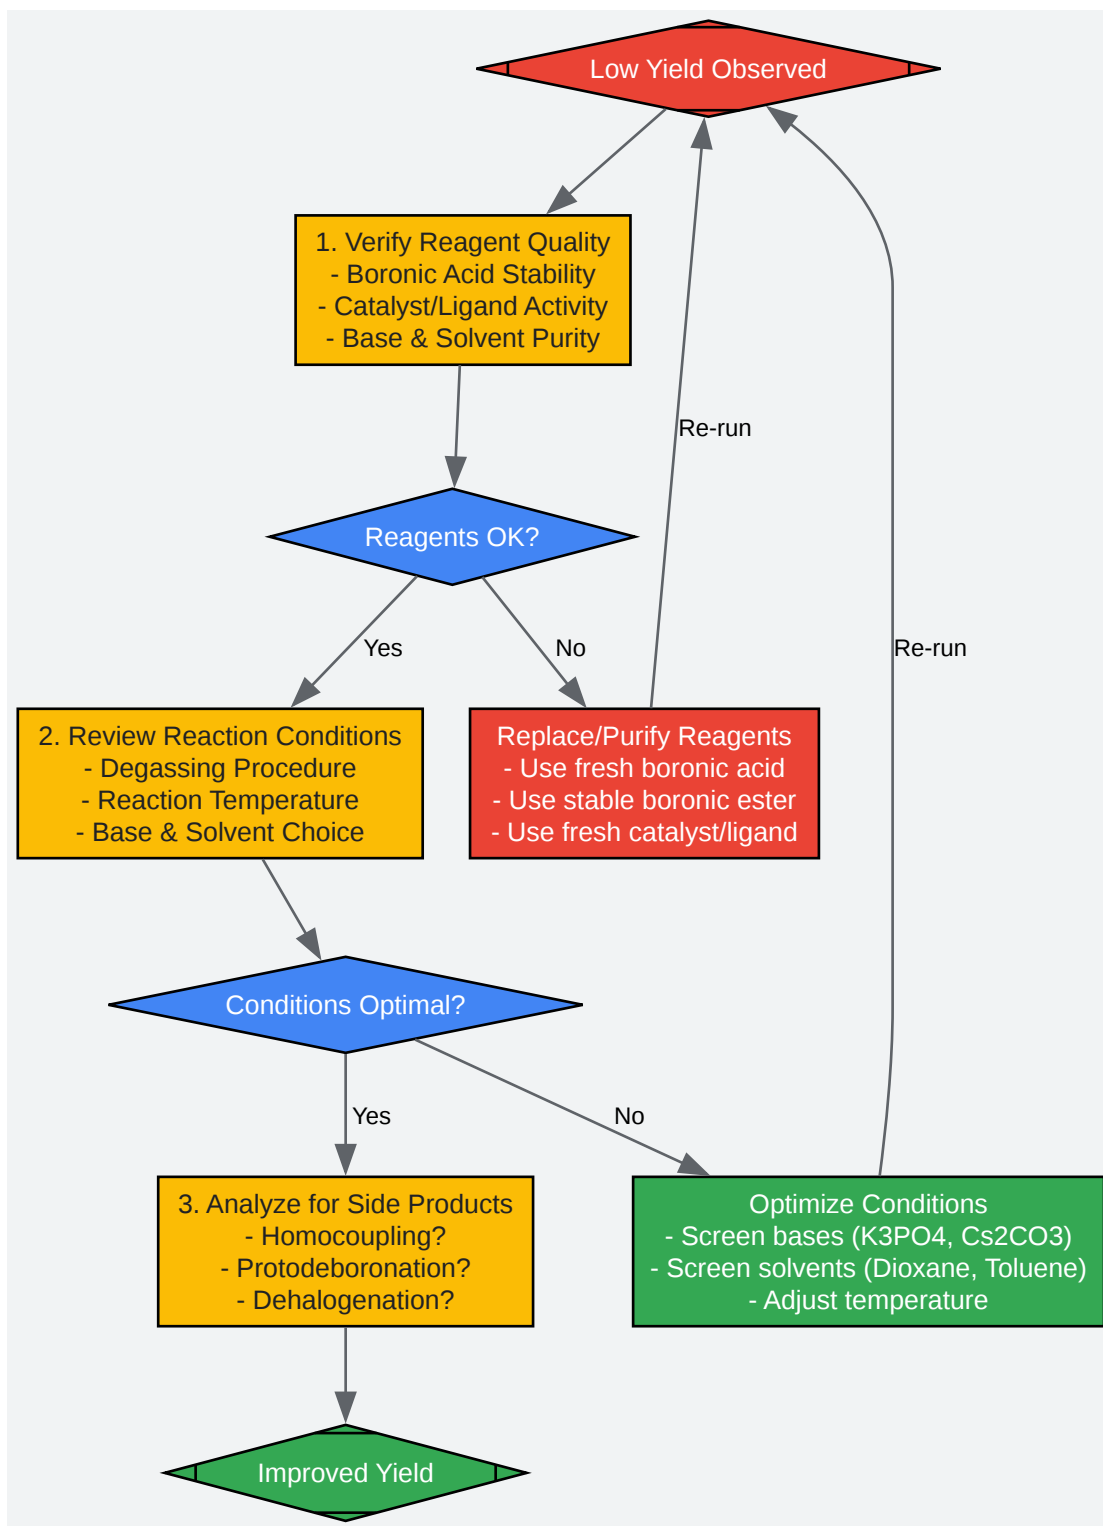 Low Yield Observed
1. Verify Reagent Quality
- Boronic Acid Stability
- Catalyst/Ligand Activity
- Base & Solvent Purity
Re-run
Reagents OK?
Yes
No
Re-run
2. Review Reaction Conditions
- Degassing Procedure
- Reaction Temperature
- Base & Solvent Choice
Replace/Purify Reagents
- Use fresh boronic acid
- Use stable boronic ester
- Use fresh catalyst/ligand
Conditions Optimal?
Yes
No
3. Analyze for Side Products
- Homocoupling?
- Protodeboronation?
- Dehalogenation?
Optimize Conditions
- Screen bases (K3PO4, Cs2CO3)
- Screen solvents (Dioxane, Toluene)
- Adjust temperature
Improved Yield